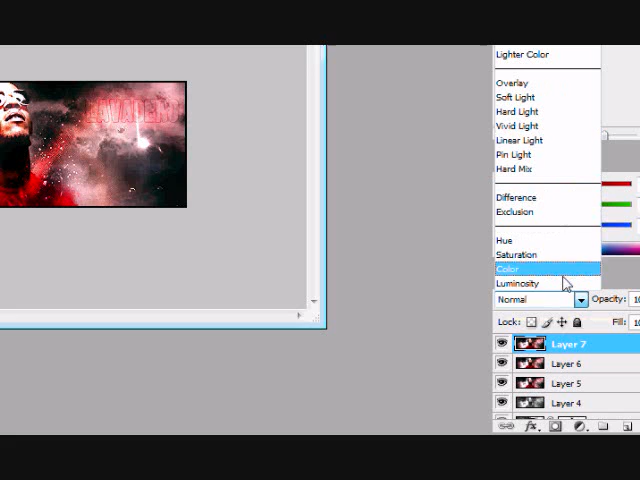 Lighter Color
Overlay
Soft Light
Hard Light
Vivid Light
Linear Light
Pin Light
Hard Mix
Difference
Exclusion
Hue
Saturation
Color
Luminosity
Normal
Opacity:
Lock:
Fill:
Layer 7
Layer 6
Layer 5
Layer 4
fx